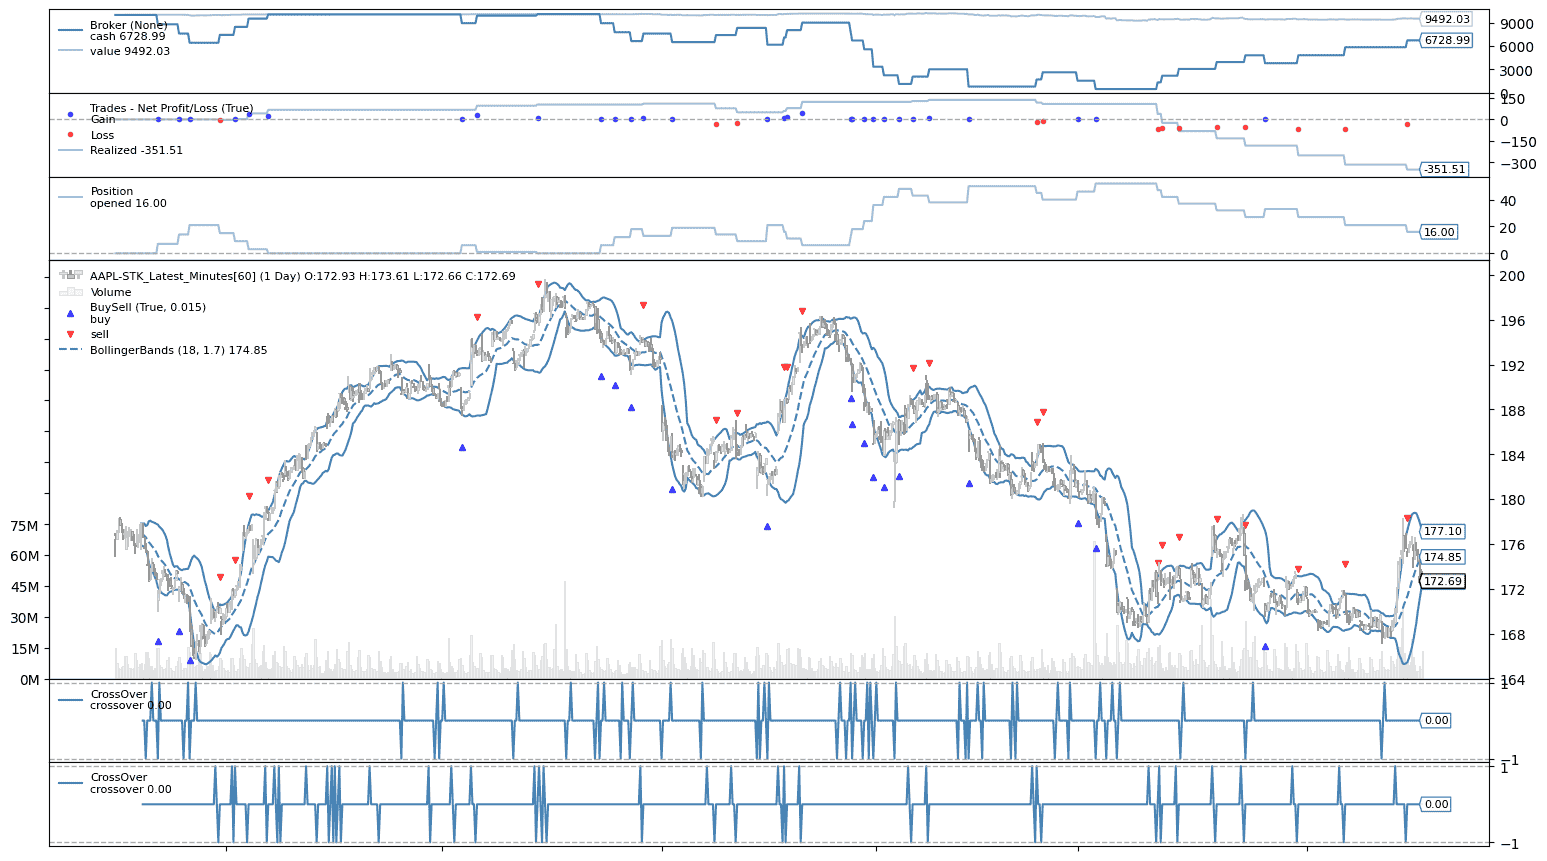 Broker (None)
cash 6728.99
value 9492.03
9492.03
9000
6728.99
6000
3000
0
Trades - Net Profit/Loss (True)
Gain
Loss
Realized -351.51
150
0
−150
−300
-351.51
Position
opened 16.00
40
20
16.00
0
AAPL-STK_Latest_Minutes[60] (1 Day) O:172.93 H:173.61 L:172.66 C:172.69
Volume
BuySell (True, 0.015)
buy
sell
BollingerBands (18, 1.7) 174.85
200
196
192
188
184
180
177.10
176
174.85
172.69
172
168
164
75M
60M
45M
30M
15M
0M
CrossOver
crossover 0.00
1
0.00
−1
CrossOver
crossover 0.00
1
0.00
−1